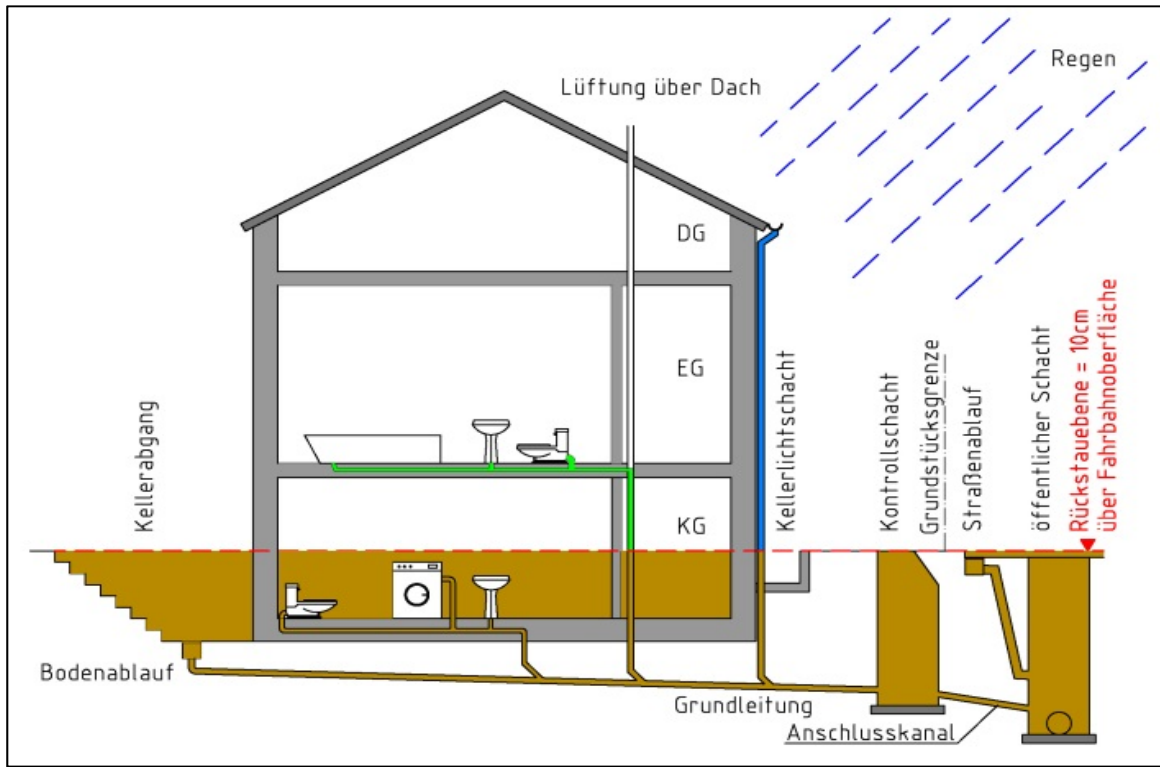 Regen
Lüftung über Dach
DG
EG
KG
Kellerabgang
Kellerlichtschacht
Kontrollschacht
Grundstücksgrenze
Straßenablauf
öffentlicher Schacht
Rückstauebene = 10cm
über Fahrbahnoberfläche
Bodenablauf
Grundleitung
Anschlusskanal